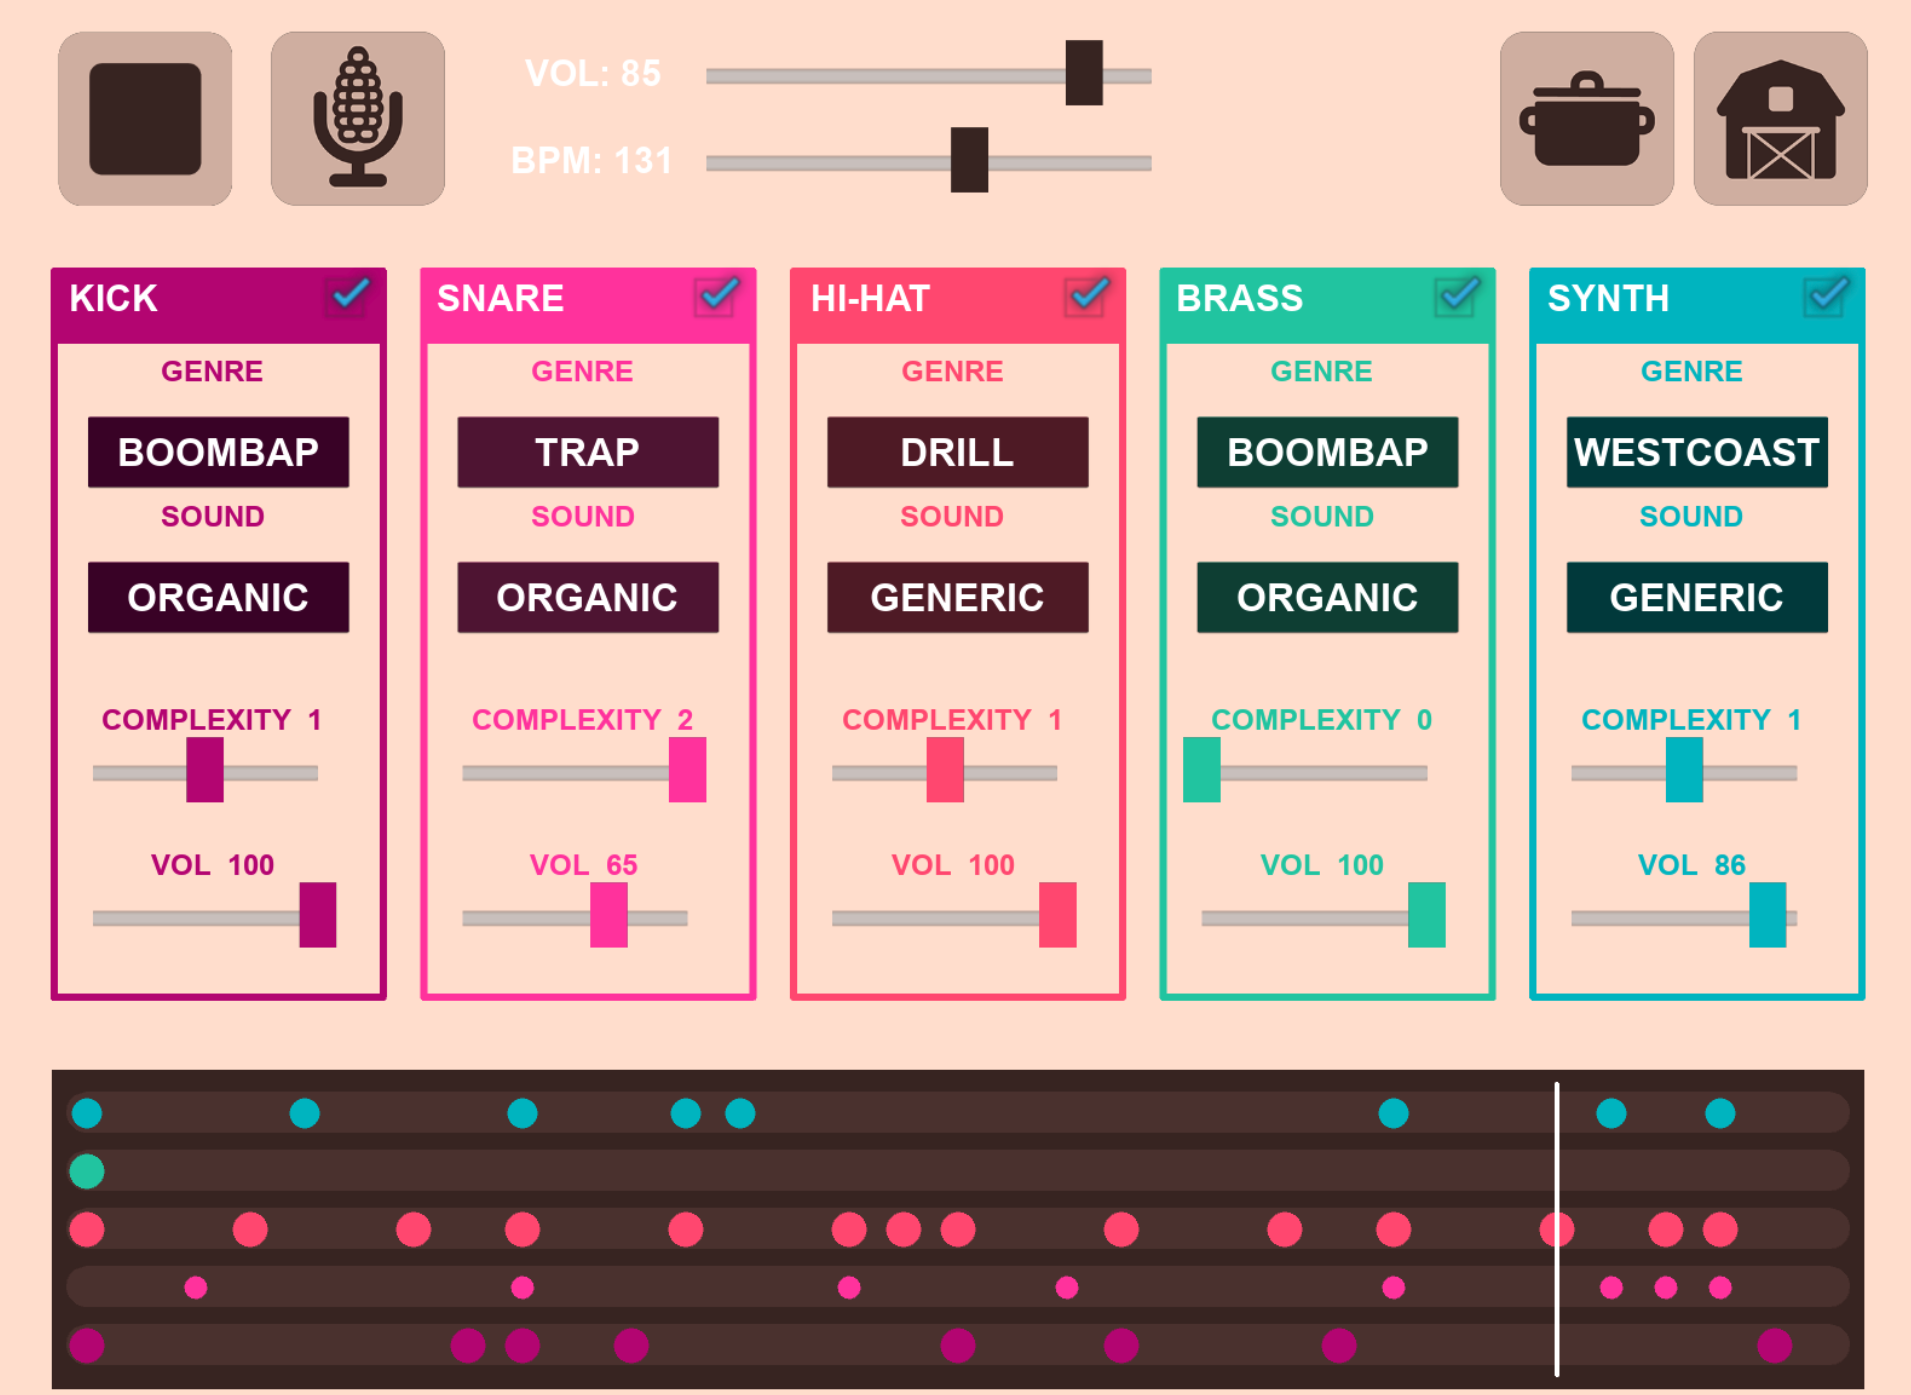 VOL: 85
BPM: 131
KICK
SNARE
HI-HAT
BRASS
SYNTH
GENRE
GENRE
GENRE
GENRE
GENRE
BOOMBAP
TRAP
DRILL
BOOMBAP
WESTCOAST
SOUND
SOUND
SOUND
SOUND
SOUND
ORGANIC
ORGANIC
GENERIC
ORGANIC
GENERIC
COMPLEXITY 1
COMPLEXITY 2
COMPLEXITY 1
COMPLEXITY 0
COMPLEXITY 1
VOL 100
VOL 65
VOL 100
VOL 100
VOL 86